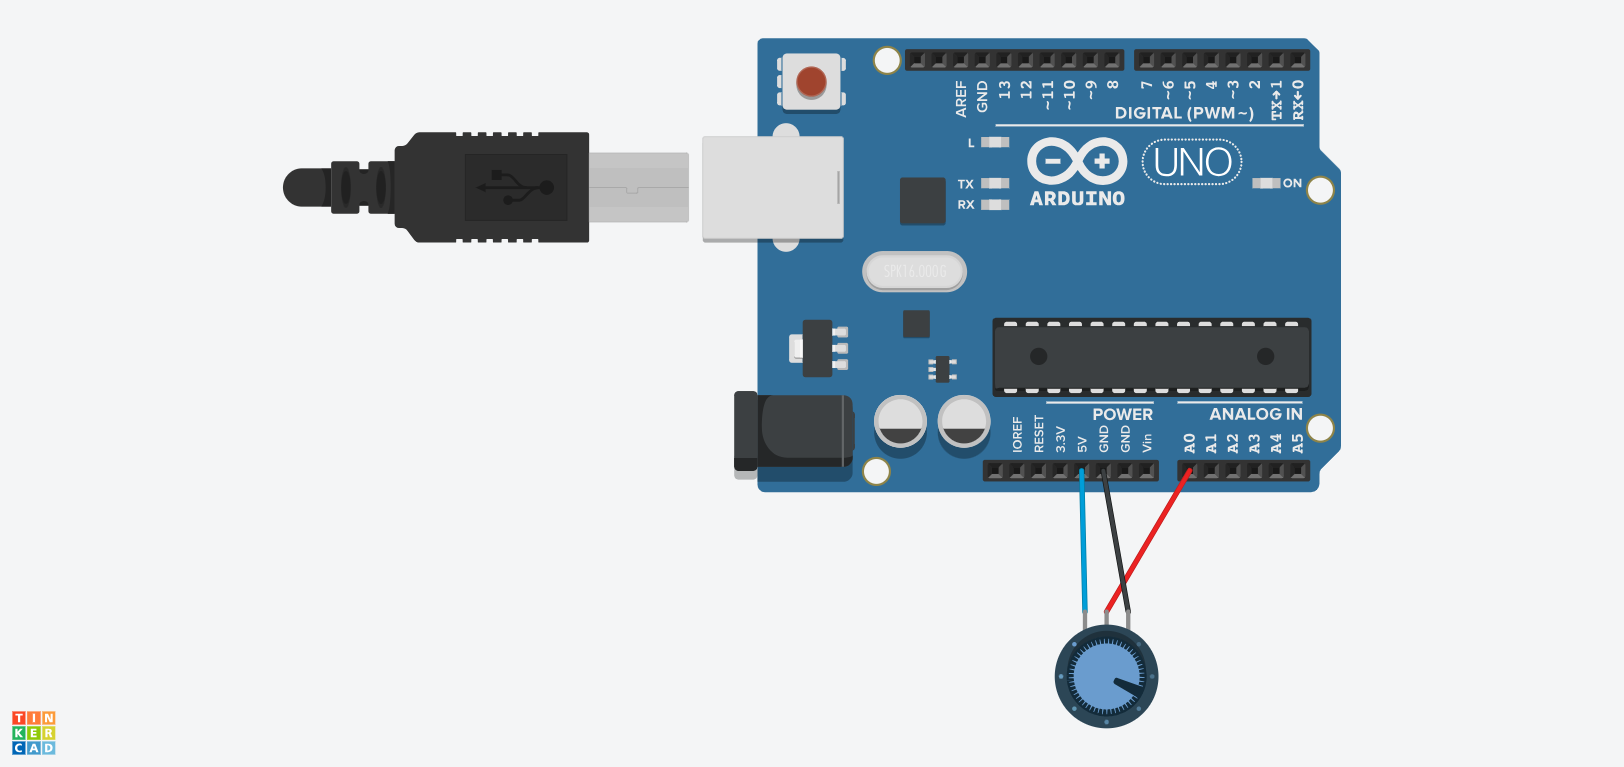 AREF
GND
13
12
~11
~10
~9
8
7
~6
~5
4
~3
2
TX→1
RX←0
DIGITAL (PWM~)
L
TX
RX
ARDUINO
UNO
ON
SPK16.000G
POWER
ANALOG IN
IOREF
RESET
3.3V
5V
GND
GND
Vin
A0
A1
A2
A3
A4
A5
TIN
KER
CAD